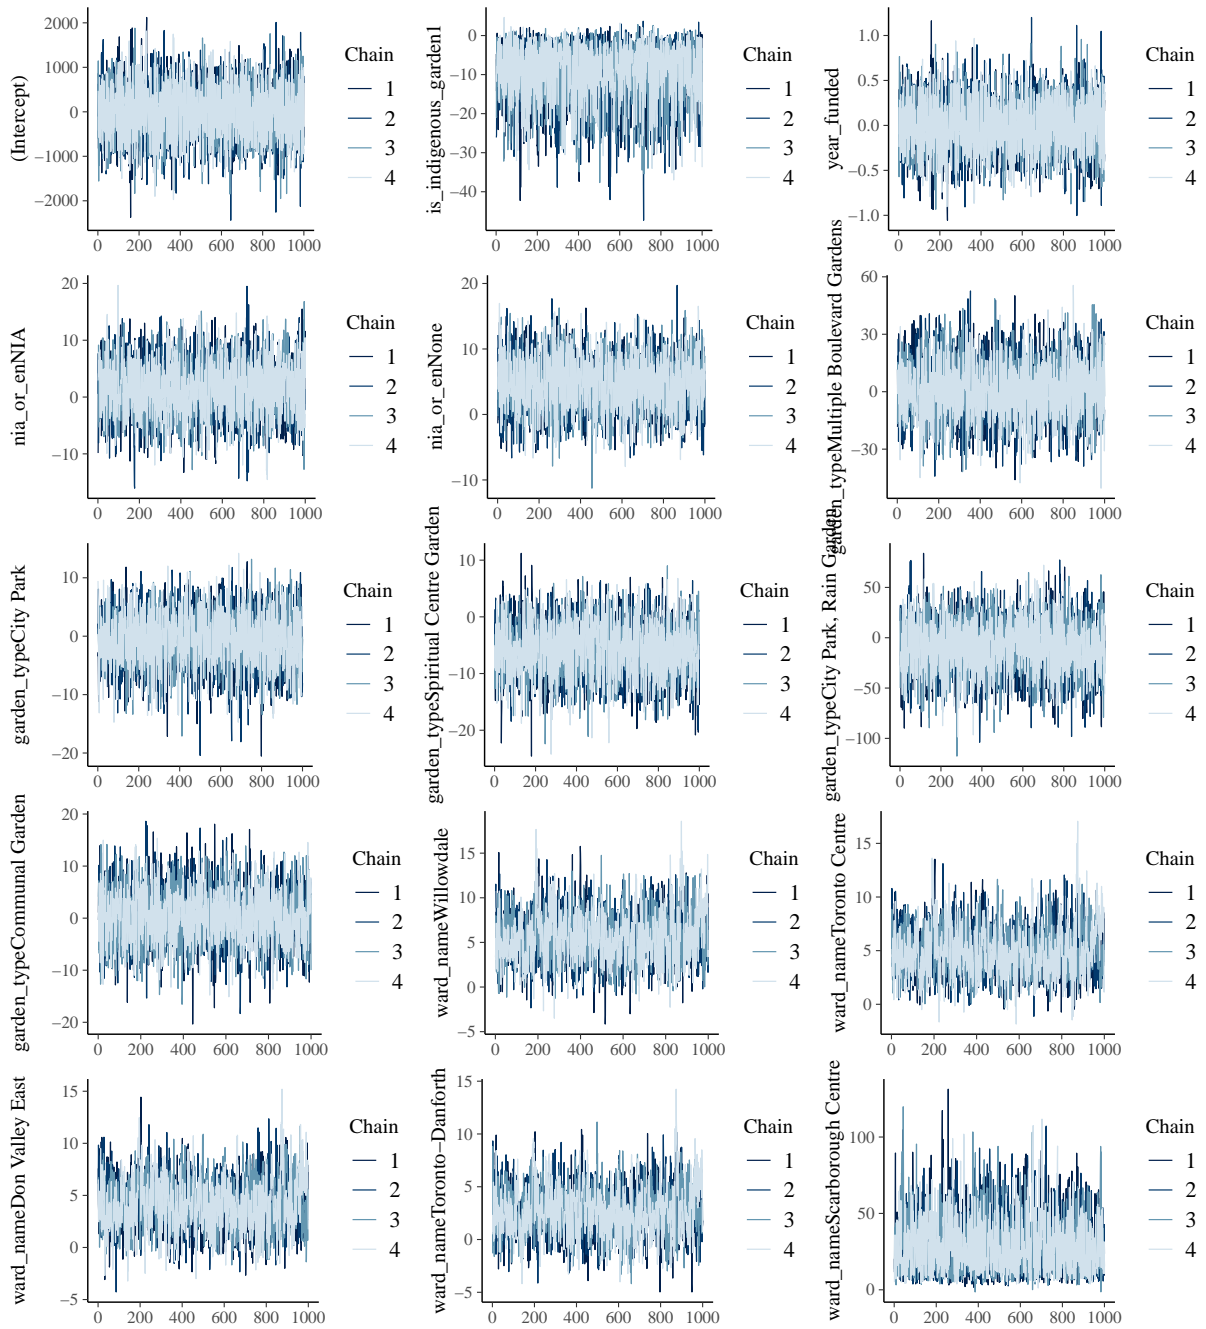 (Intercept)
2000
1000
0
−1000
−2000
0 200 400 600 800 1000
Chain
1
2
3
4
is_indigenous_garden1
0
−10
−20
−30
−40
0 200 400 600 800 1000
Chain
1
2
3
4
year_funded
1.0
0.5
0.0
−0.5
−1.0
0 200 400 600 800 1000
Chain
1
2
3
4
nia_or_enNIA
20
10
0
−10
0 200 400 600 800 1000
Chain
1
2
3
4
nia_or_enNone
20
10
0
−10
0 200 400 600 800 1000
Chain
1
2
3
4
garden_typeMultiple Boulevard Gardens
60
30
0
−30
0 200 400 600 800 1000
Chain
1
2
3
4
garden_typeCity Park
10
0
−10
−20
0 200 400 600 800 1000
Chain
1
2
3
4
garden_typeSpiritual Centre Garden
10
0
−10
−20
0 200 400 600 800 1000
Chain
1
2
3
4
garden_typeCity Park, Rain Garden
50
0
−50
−100
0 200 400 600 800 1000
Chain
1
2
3
4
garden_typeCommunal Garden
20
10
0
−10
−20
0 200 400 600 800 1000
Chain
1
2
3
4
ward_nameWillowdale
15
10
5
0
−5
0 200 400 600 800 1000
Chain
1
2
3
4
ward_nameToronto Centre
15
10
5
0
0 200 400 600 800 1000
Chain
1
2
3
4
ward_nameDon Valley East
15
10
5
0
−5
0 200 400 600 800 1000
Chain
1
2
3
4
ward_nameToronto−Danforth
15
10
5
0
−5
0 200 400 600 800 1000
Chain
1
2
3
4
ward_nameScarborough Centre
100
50
0
0 200 400 600 800 1000
Chain
1
2
3
4